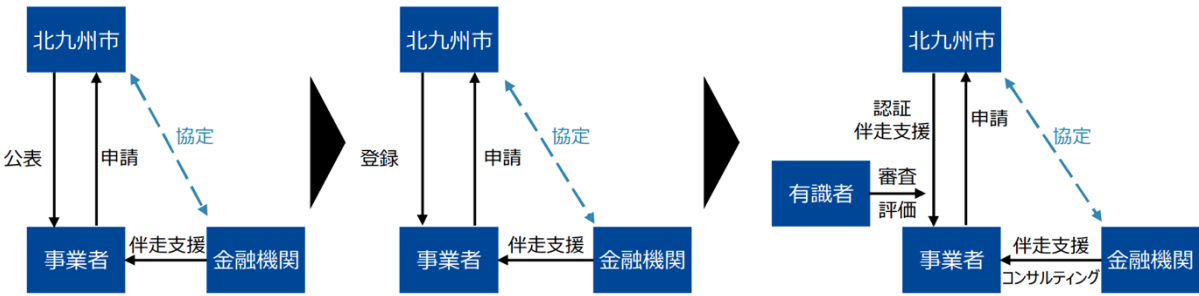 北九州市
協定
公表
申請
事業者
伴走支援
金融機関
北九州市
協定
登録
申請
事業者
伴走支援
金融機関
北九州市
認証
伴走支援
申請
協定
有識者
審査
評価
事業者
伴走支援
コンサルティング
金融機関